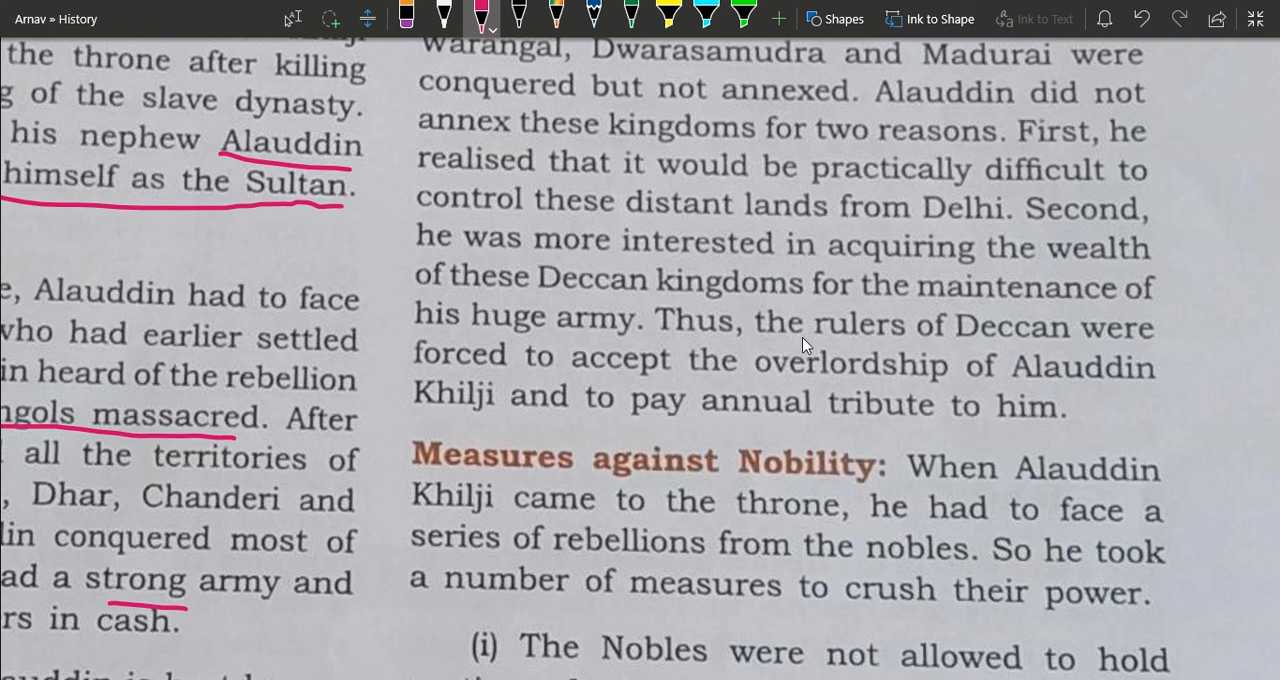 Arnav » History
Shapes
Ink to Shape
Ink to Text
the throne after killing
of the slave dynasty.
his nephew Alauddin
himself as the Sultan.
, Alauddin had to face
who had earlier settled
in heard of the rebellion
ngols massacred. After
all the territories of
, Dhar, Chanderi and
in conquered most of
ad a strong army and
rs in cash.
Warangal, Dwarasamudra and Madurai were
conquered but not annexed. Alauddin did not
annex these kingdoms for two reasons. First, he
realised that it would be practically difficult to
control these distant lands from Delhi. Second,
he was more interested in acquiring the wealth
of these Deccan kingdoms for the maintenance of
his huge army. Thus, the rulers of Deccan were
forced to accept the overlordship of Alauddin
Khilji and to pay annual tribute to him.
Measures against Nobility: When Alauddin
Khilji came to the throne, he had to face a
series of rebellions from the nobles. So he took
a number of measures to crush their power.
(i) The Nobles were not allowed to hold